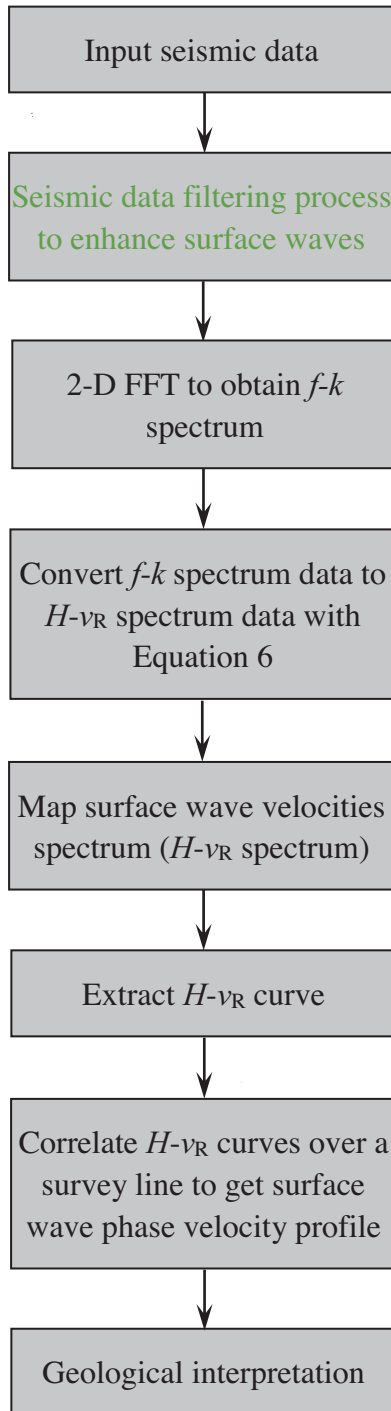 Input seismic data
Seismic data filtering process
to enhance surface waves
2-D FFT to obtain f-k
spectrum
Convert f-k spectrum data to
H-vR spectrum data with
Equation 6
Map surface wave velocities
spectrum (H-vR spectrum)
Extract H-vR curve
Correlate H-vR curves over a
survey line to get surface
wave phase velocity profile
Geological interpretation